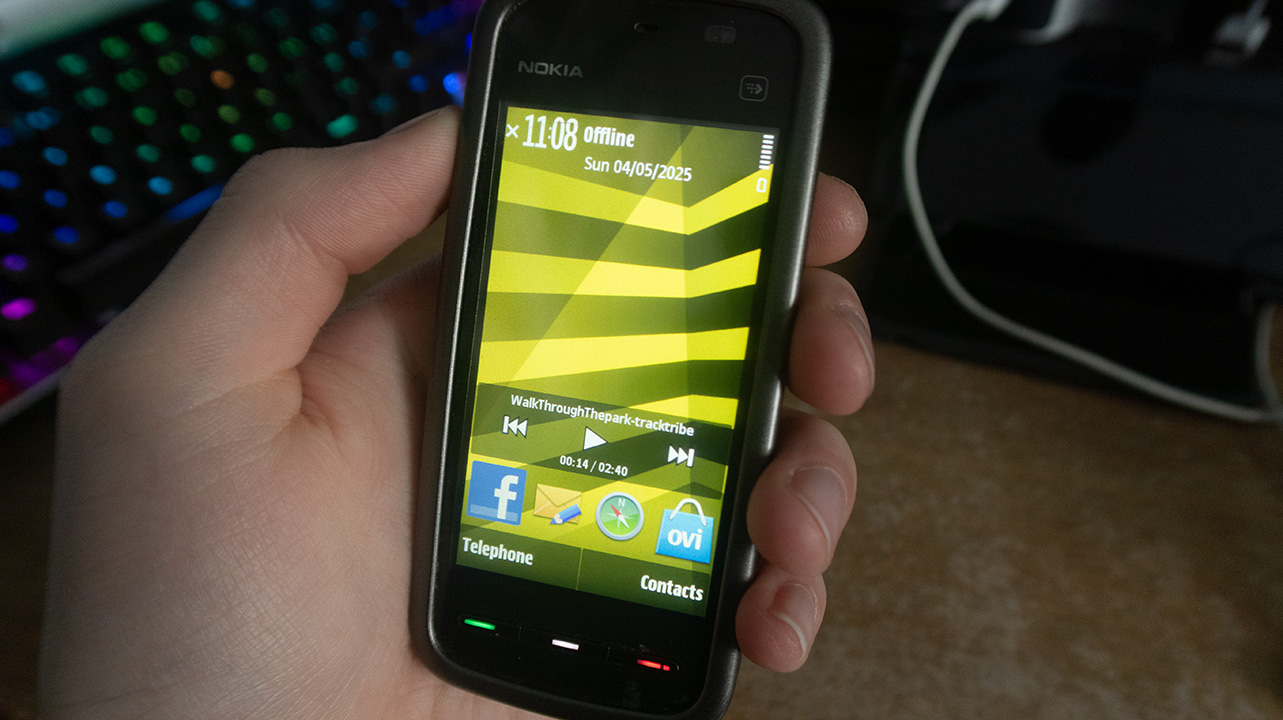 NOKIA
11:08 Offline
Sun 04/05/2025
WalkThroughThepark-tracktribe
00:14 / 02:40
f
N
ovi
Telephone
Contacts